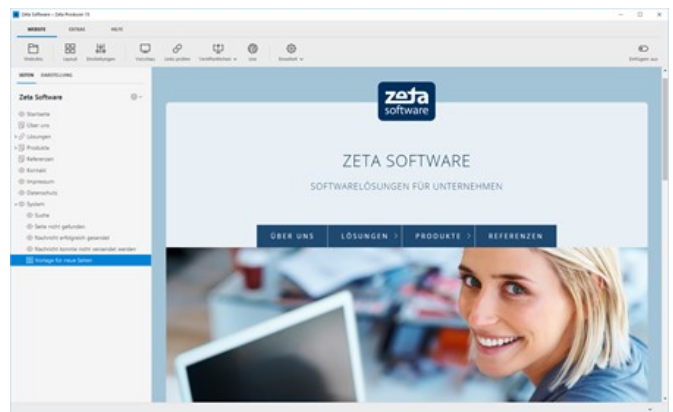 Zeta Software - Zeta Producer 15
WEBSITE EXTRAS HILFE
Websites Layout Einstellungen Vorschau Links prüfen Veröffentlichen Live Erweitert Einfügen aus
SEITEN DARSTELLUNG
Zeta Software
Startseite
Über uns
Lösungen
Produkte
Referenzen
Kontakt
Impressum
Datenschutz
System
Suche
Seite nicht gefunden
Nachricht erfolgreich gesendet
Nachricht konnte nicht versendet werden
Vorlage für neue Seiten
zeta
software
ZETA SOFTWARE
SOFTWARELÖSUNGEN FÜR UNTERNEHMEN
ÜBER UNS LÖSUNGEN > PRODUKTE > REFERENZEN